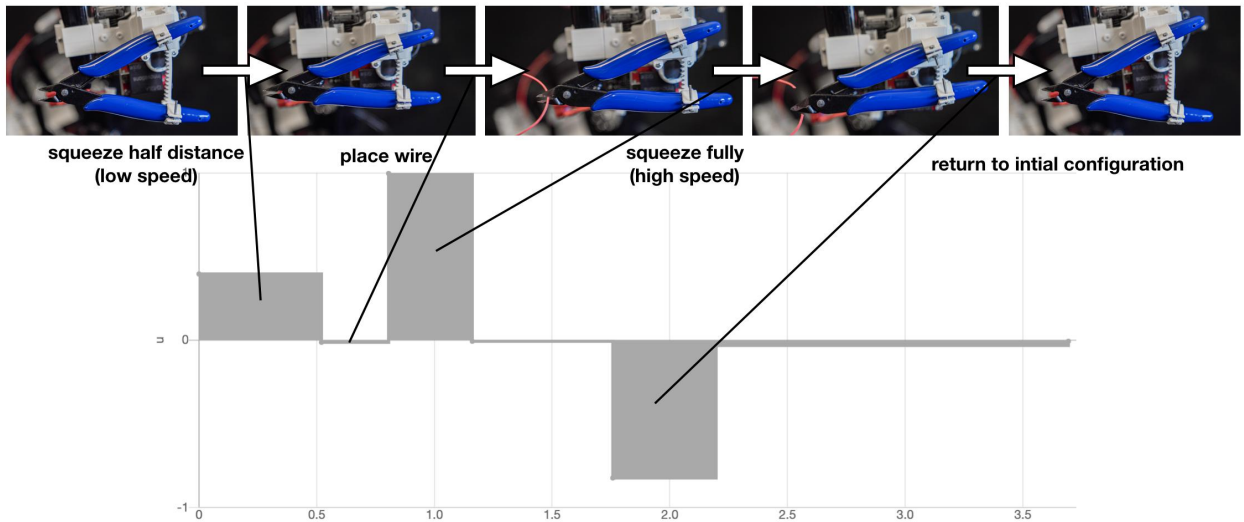 squeeze half distance
(low speed)
place wire
squeeze fully
(high speed)
return to intial configuration
u
0
-1
0
0.5
1.0
1.5
2.0
2.5
3.0
3.5